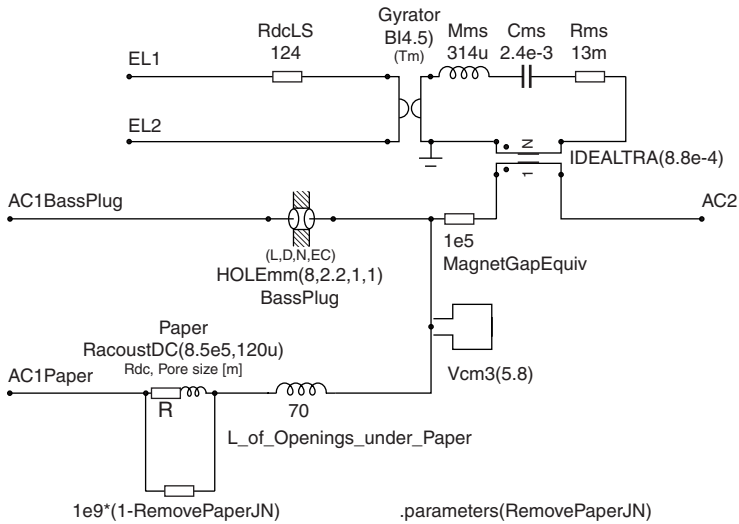 RdcLS
124
Gyrator
BI4.5)
(Tm)
Mms
314u
Cms
2.4e-3
Rms
13m
EL1
EL2
1 N
IDEALTRA(8.8e-4)
AC1BassPlug
AC2
(L,D,N,EC)
HOLEmm(8,2.2,1,1)
BassPlug
1e5
MagnetGapEquiv
Paper
RacoustDC(8.5e5,120u)
Rdc, Pore size [m]
Vcm3(5.8)
AC1Paper
R
70
L_of_Openings_under_Paper
1e9*(1-RemovePaperJN)
.parameters(RemovePaperJN)